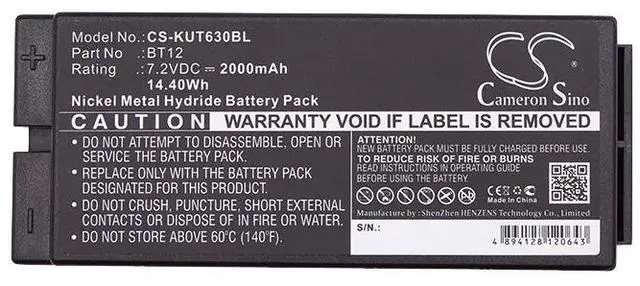 Model No.:CS-KUT630BL
Part No :BT12
Rating :7.2VDC ⎓ 2000mAh
14.40Wh
Nickel Metal Hydride Battery Pack
CS
Cameron Sino
CAUTION
WARRANTY VOID IF LABEL IS REMOVED
• DO NOT ATTEMPT TO DISASSEMBLE, OPEN OR
SERVICE THE BATTERY PACK.
• REPLACE ONLY WITH THE BATTERY PACK
DESIGNATED FOR THIS PRODUCT.
• DO NOT CRUSH, PUNCTURE, SHORT EXTERNAL
CONTACTS OR DISPOSE OF IN FIRE OR WATER.
• DO NOT STORE ABOVE 60°C (140°F).
ATTENTION:
NEW BATTERY PACK MUST BE FULLY CHARGED BEFORE USE.
TO REDUCE RISK OF FIRE OR BURNS
READ INSTRUCTIONS IN OPERATING GUIDE
BEFORE USING BATTERY
CE
Made In China
Manufacture by : ShenZhen HENZENS Technology Co., Limited.
S/N.:
4 894128 120643